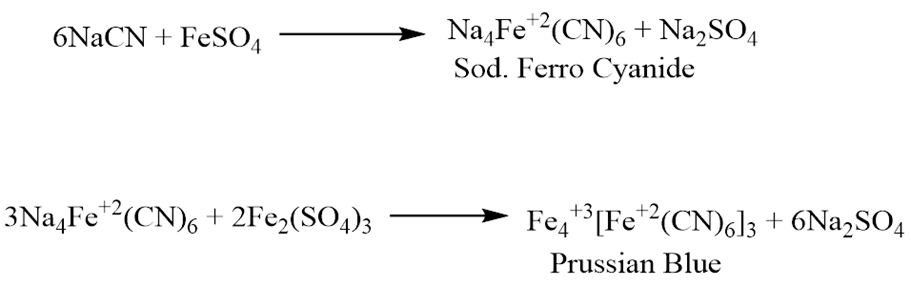 6NaCN + FeSO₄ ⟶ Na₄Fe⁺²(CN)₆ + Na₂SO₄
Sod. Ferro Cyanide
3Na₄Fe⁺²(CN)₆ + 2Fe₂(SO₄)₃ ⟶ Fe₄⁺³[Fe⁺²(CN)₆]₃ + 6Na₂SO₄
Prussian Blue